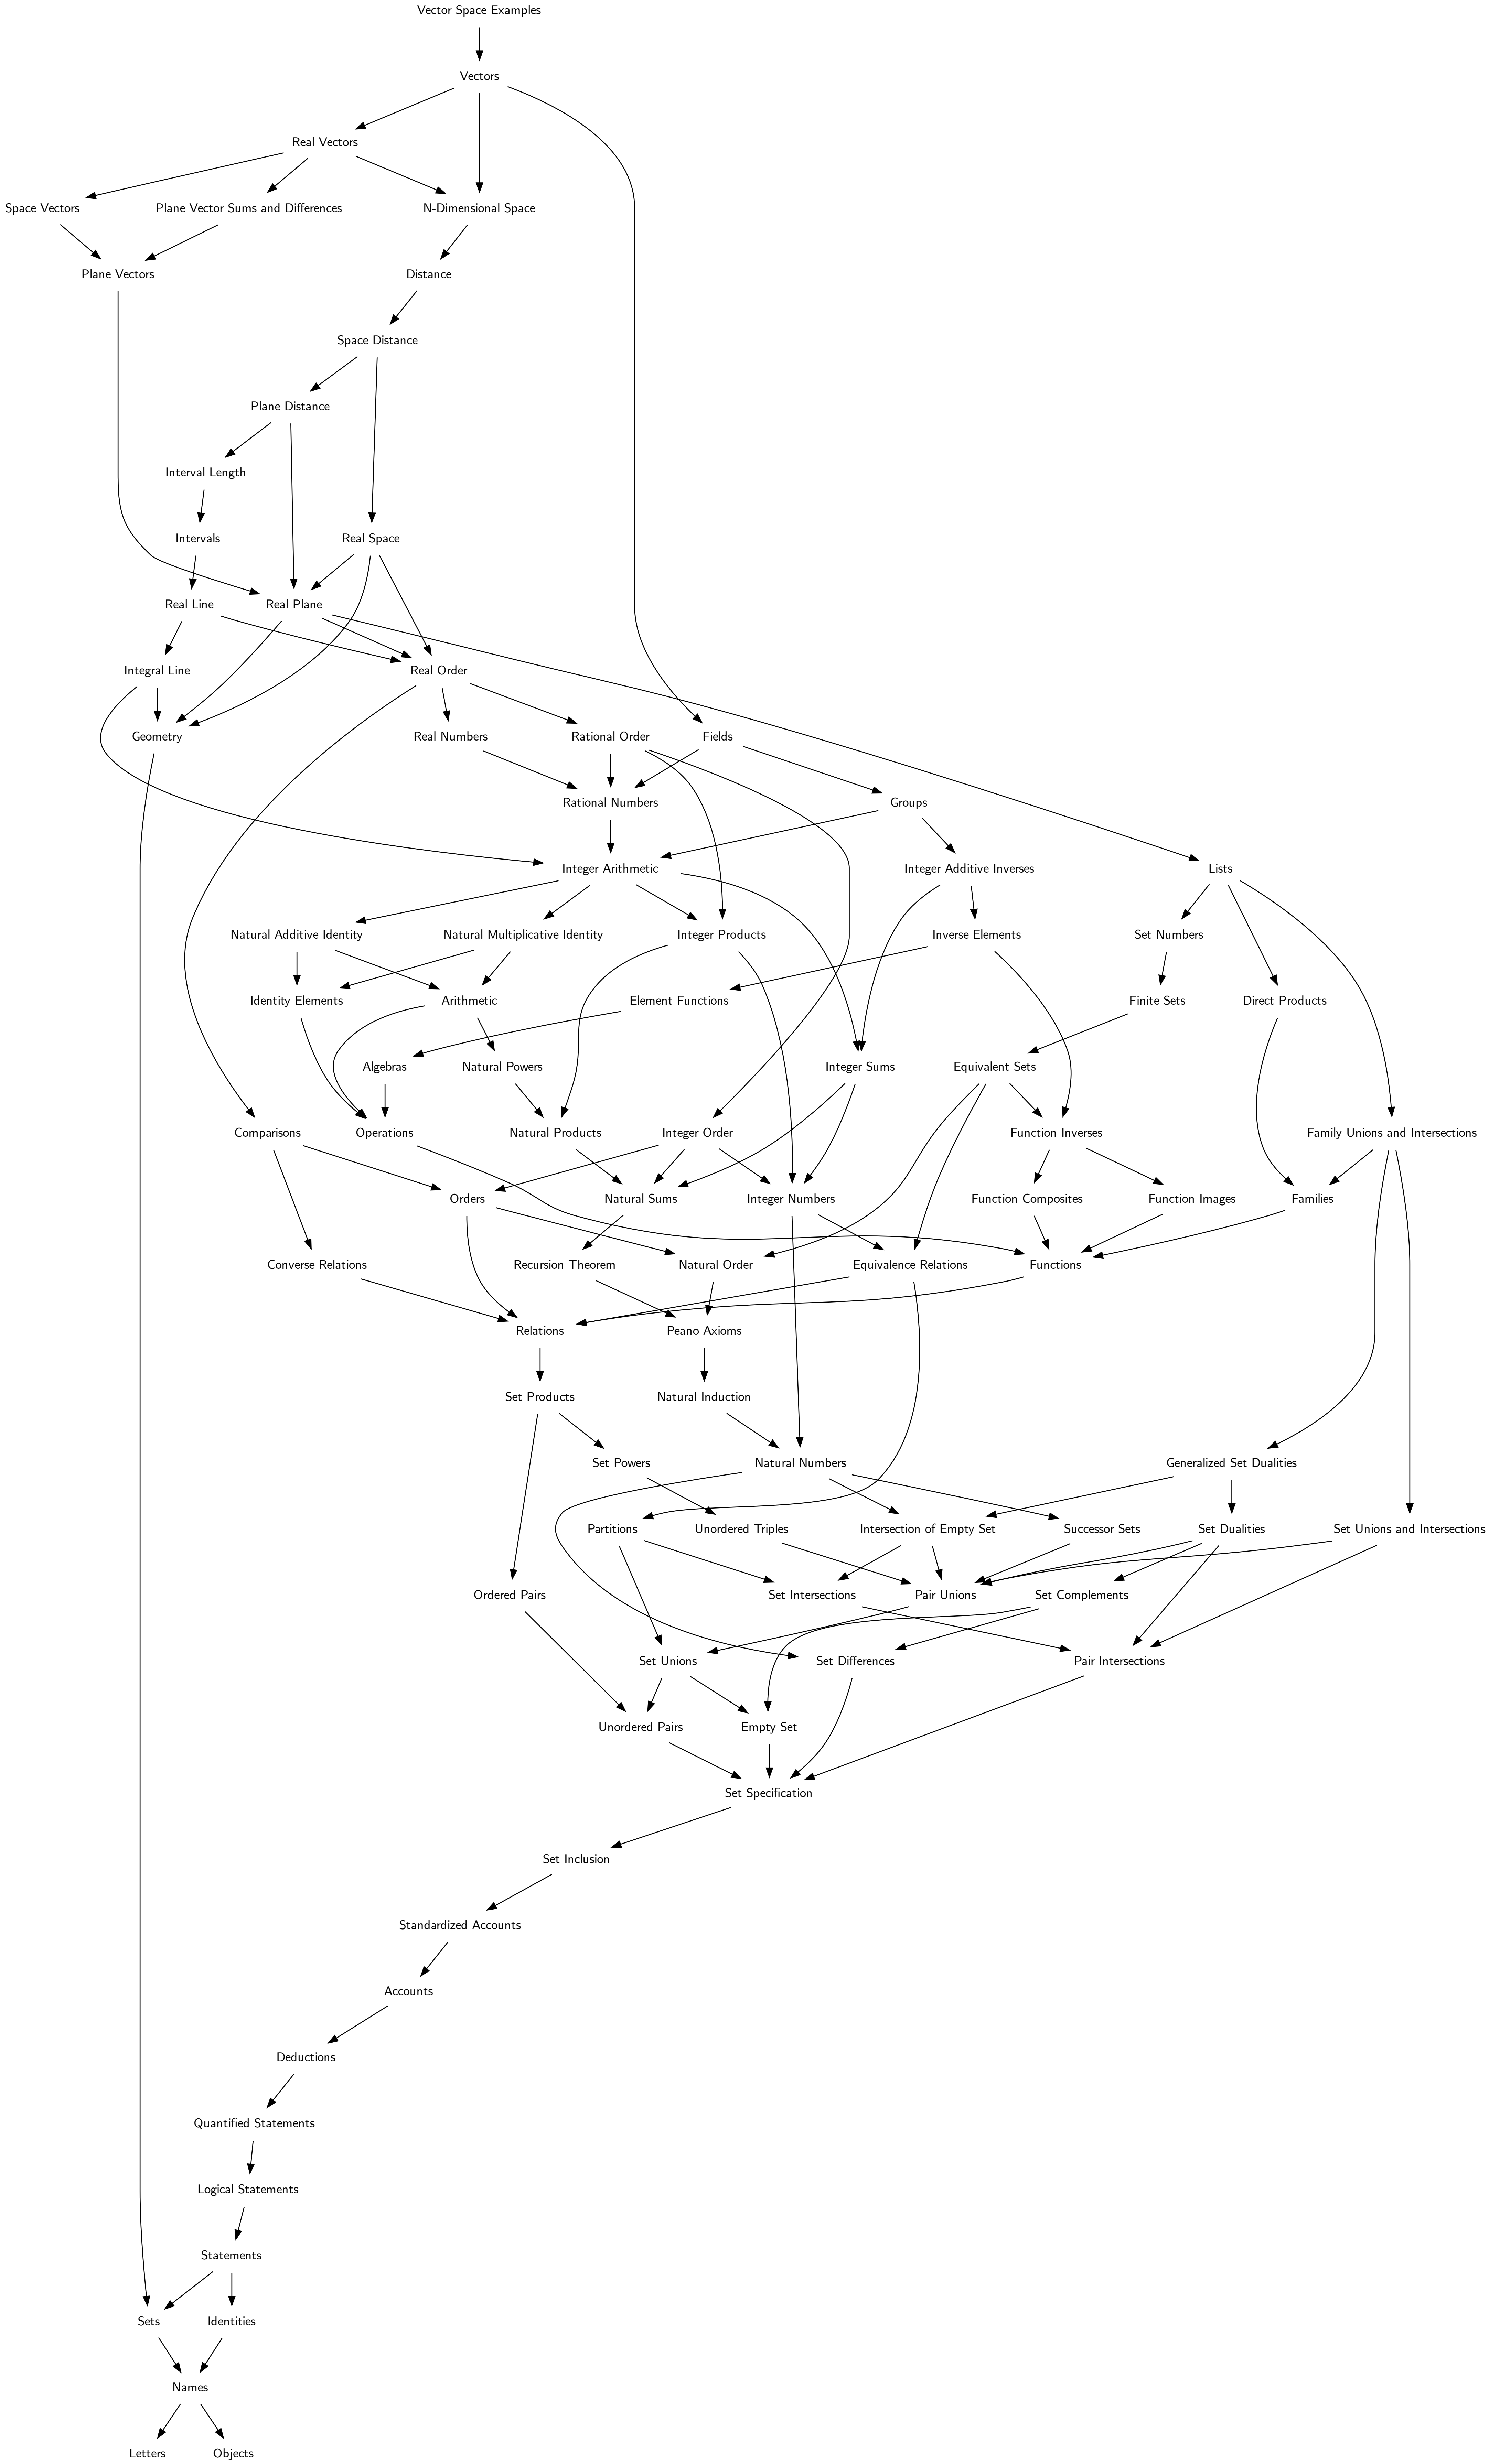 Vector Space Examples
Vectors
Real Vectors
Space Vectors
Plane Vector Sums and Differences
N-Dimensional Space
Plane Vectors
Distance
Space Distance
Plane Distance
Interval Length
Intervals
Real Space
Real Line
Real Plane
Integral Line
Real Order
Geometry
Real Numbers
Rational Order
Fields
Rational Numbers
Groups
Integer Arithmetic
Integer Additive Inverses
Lists
Natural Additive Identity
Natural Multiplicative Identity
Integer Products
Inverse Elements
Set Numbers
Identity Elements
Arithmetic
Element Functions
Finite Sets
Direct Products
Algebras
Natural Powers
Integer Sums
Equivalent Sets
Comparisons
Operations
Natural Products
Integer Order
Function Inverses
Family Unions and Intersections
Orders
Natural Sums
Integer Numbers
Function Composites
Function Images
Families
Converse Relations
Recursion Theorem
Natural Order
Equivalence Relations
Functions
Relations
Peano Axioms
Set Products
Natural Induction
Set Powers
Natural Numbers
Generalized Set Dualities
Partitions
Unordered Triples
Intersection of Empty Set
Successor Sets
Set Dualities
Set Unions and Intersections
Ordered Pairs
Set Intersections
Pair Unions
Set Complements
Set Unions
Set Differences
Pair Intersections
Unordered Pairs
Empty Set
Set Specification
Set Inclusion
Standardized Accounts
Accounts
Deductions
Quantified Statements
Logical Statements
Statements
Sets
Identities
Names
Letters
Objects